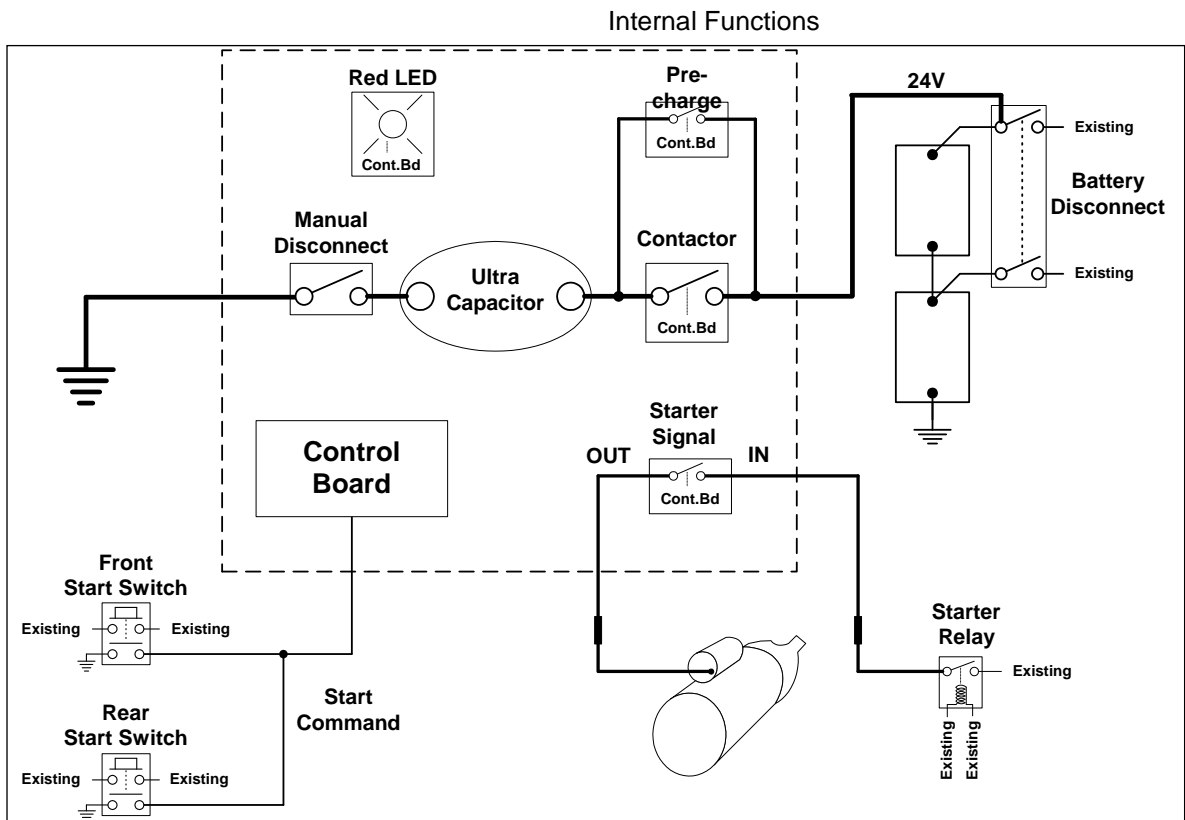 Internal Functions
Red LED
Cont.Bd
Pre-
charge
Cont.Bd
24V
Existing
Battery
Disconnect
Existing
Manual
Disconnect
Ultra
Capacitor
Contactor
Cont.Bd
Control
Board
Starter
Signal
OUT
IN
Cont.Bd
Front
Start Switch
Existing
Existing
Start
Command
Rear
Start Switch
Existing
Existing
Starter
Relay
Existing
Existing
Existing